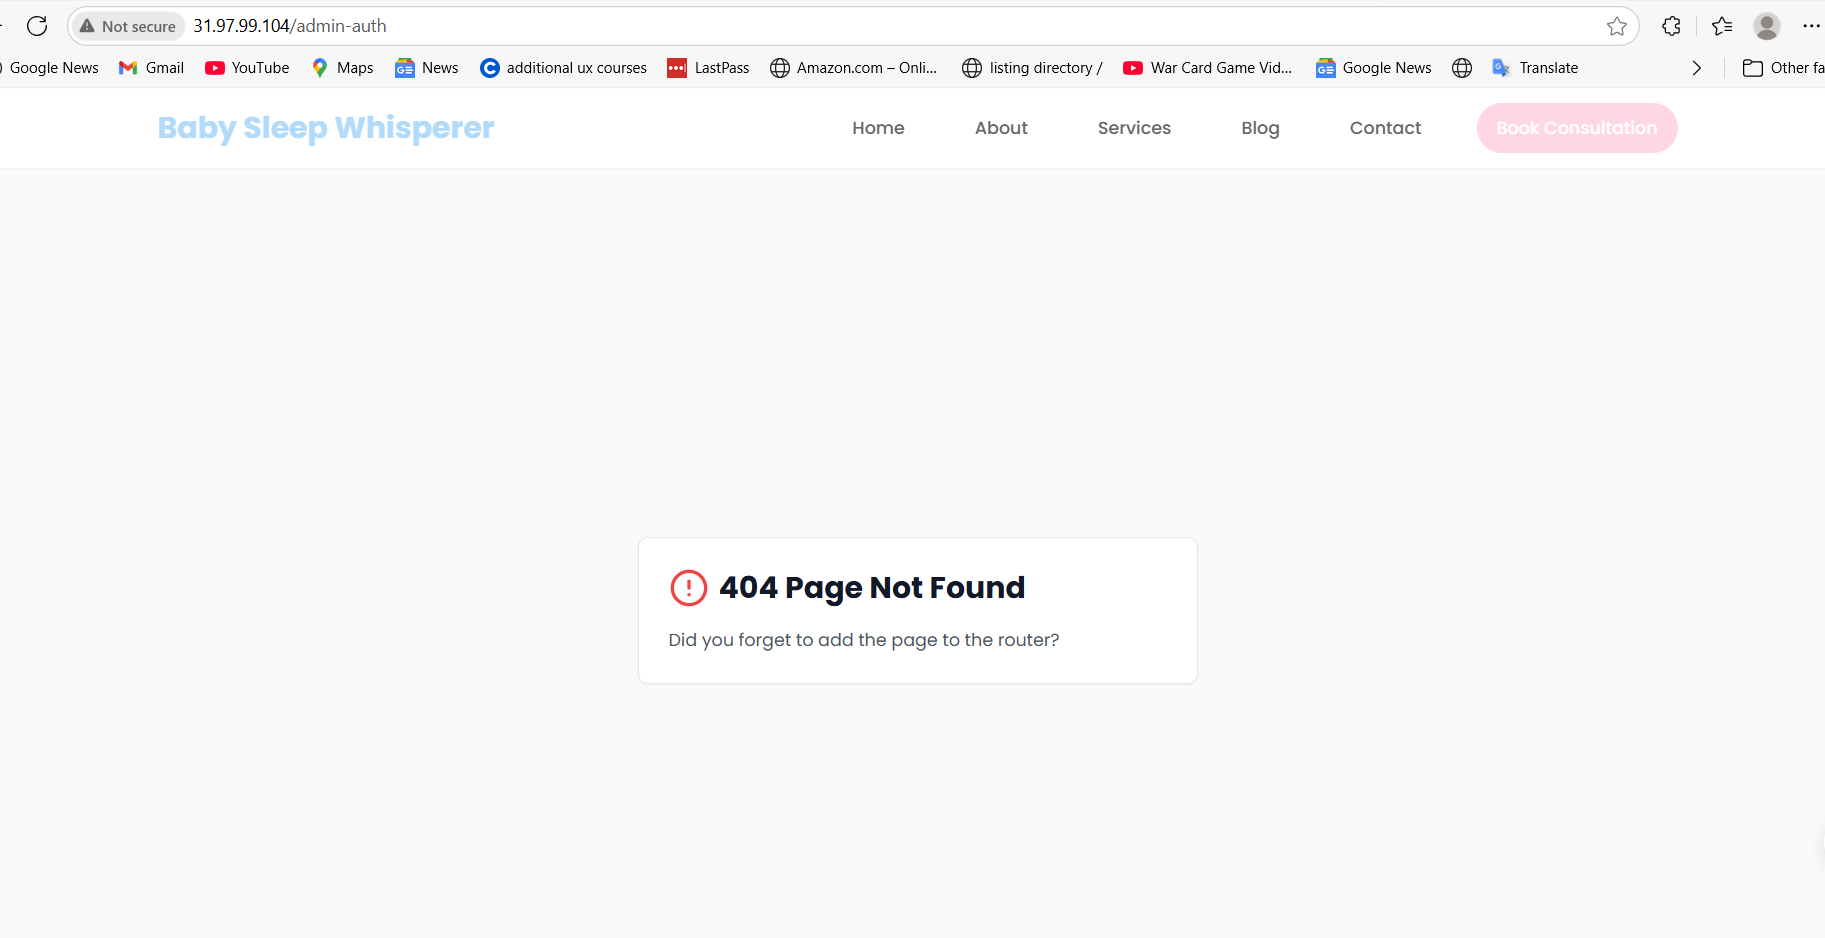 Not secure 31.97.99.104/admin-auth
Google News Gmail YouTube Maps News additional ux courses LastPass Amazon.com – Onli... listing directory / War Card Game Vid... Google News Translate Other fa
Baby Sleep Whisperer Home About Services Blog Contact Book Consultation
404 Page Not Found
Did you forget to add the page to the router?